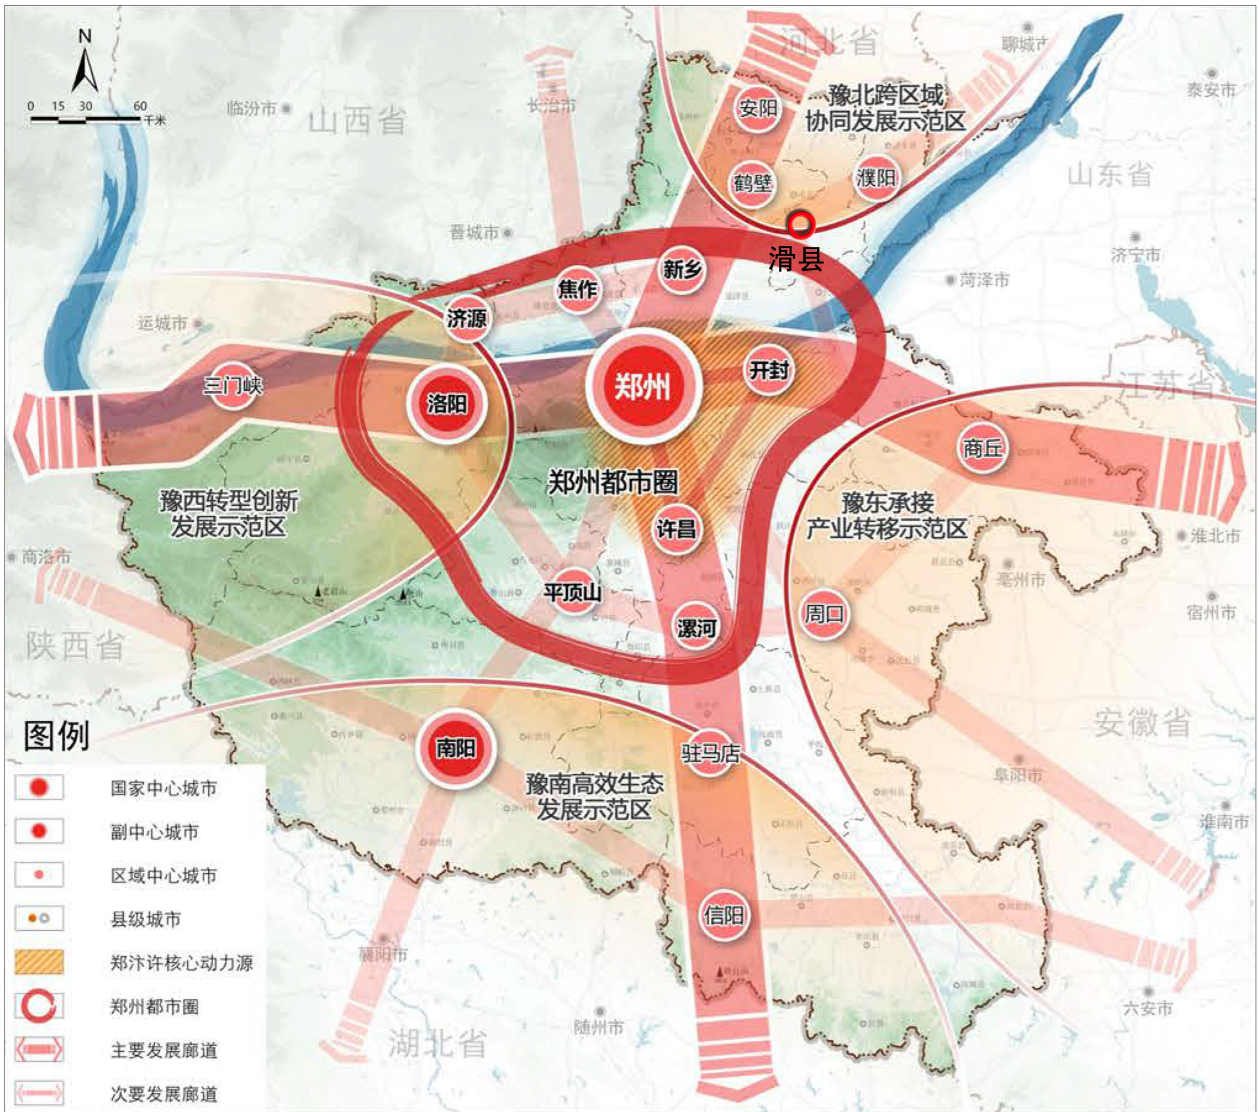 N
0 15 30 60
千米
河北省
聊城市
泰安市
临汾市
山西省
长治市
安阳
豫北跨区域
协同发展示范区
鹤壁
濮阳
山东省
晋城市
滑县
济宁市
新乡
焦作
菏泽市
济源
运城市
三门峡
洛阳
郑州
开封
江苏省
商丘
郑州都市圈
豫西转型创新
发展示范区
豫东承接
产业转移示范区
许昌
淮北市
商洛市
亳州市
平顶山
周口
漯河
宿州市
陕西省
老君山
安徽省
南阳
驻马店
豫南高效生态
发展示范区
阜阳市
淮南市
信阳
襄阳市
鸡公山
六安市
随州市
湖北省
图例
国家中心城市
副中心城市
区域中心城市
县级城市
郑汴许核心动力源
郑州都市圈
主要发展廊道
次要发展廊道